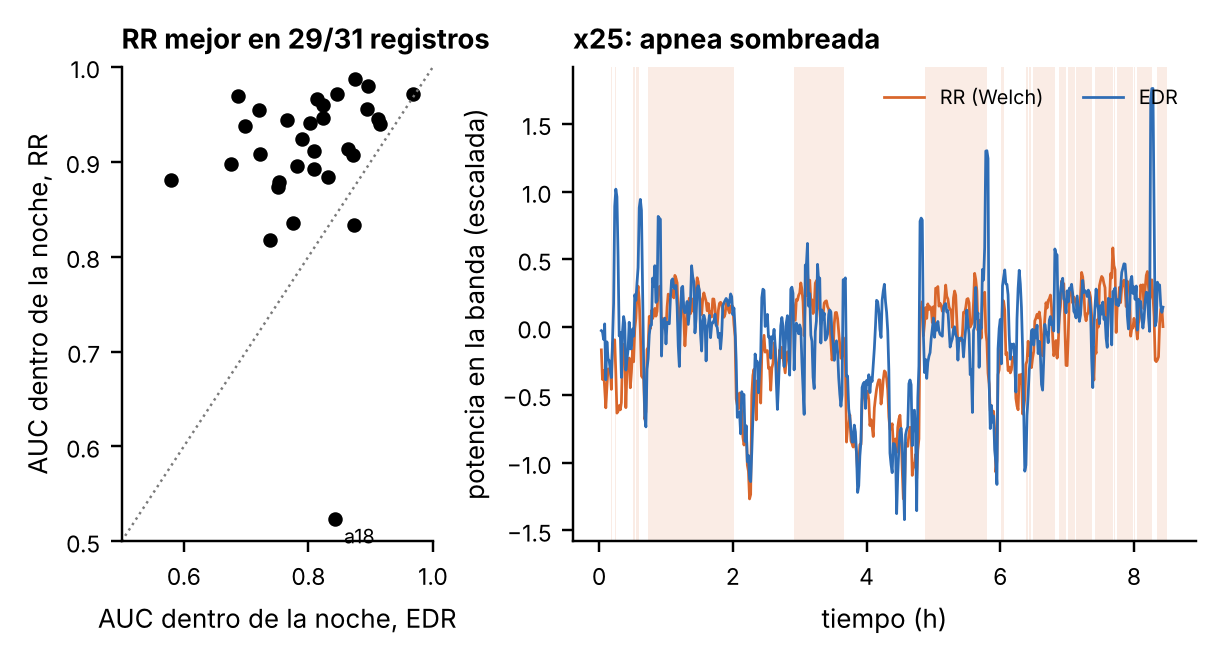 RR mejor en 29/31 registros
1.0
0.9
0.8
0.7
0.6
0.5
AUC dentro de la noche, RR
a18
0.6
0.8
1.0
AUC dentro de la noche, EDR
x25: apnea sombreada
RR (Welch)
EDR
1.5
1.0
0.5
0.0
−0.5
−1.0
−1.5
potencia en la banda (escalada)
0
2
4
6
8
tiempo (h)